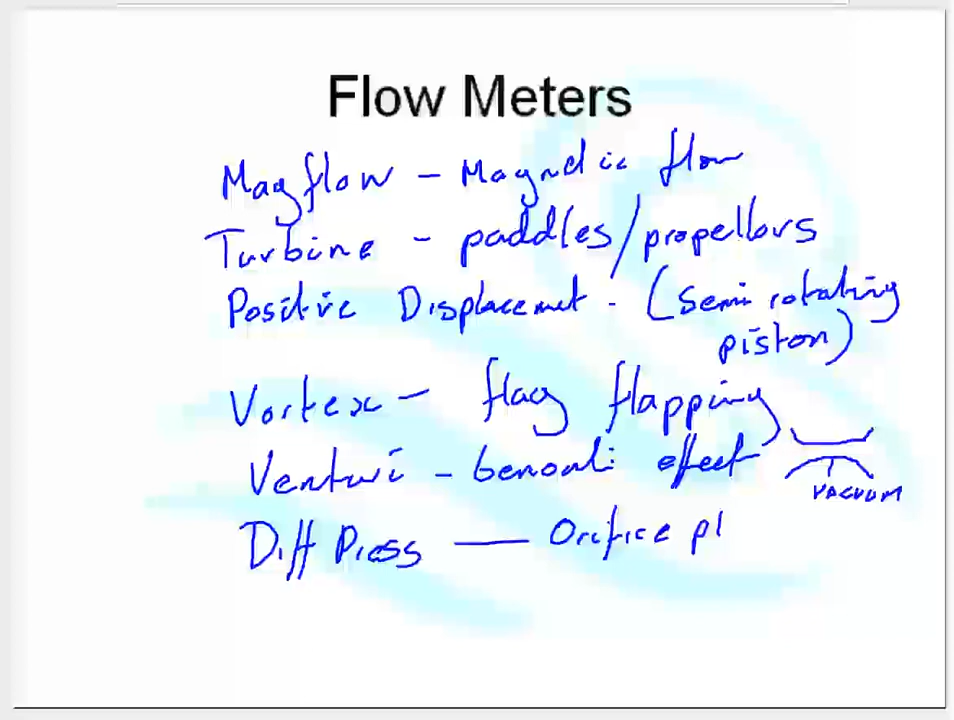 Flow Meters
Magflow - Magnetic flow
Turbine - paddles/propellors
Positive Displacement - (semi rotating
piston)
Vortex - flag flapping
Venturi - benouli effect
VACUUM
Diff Press — Orifice pl